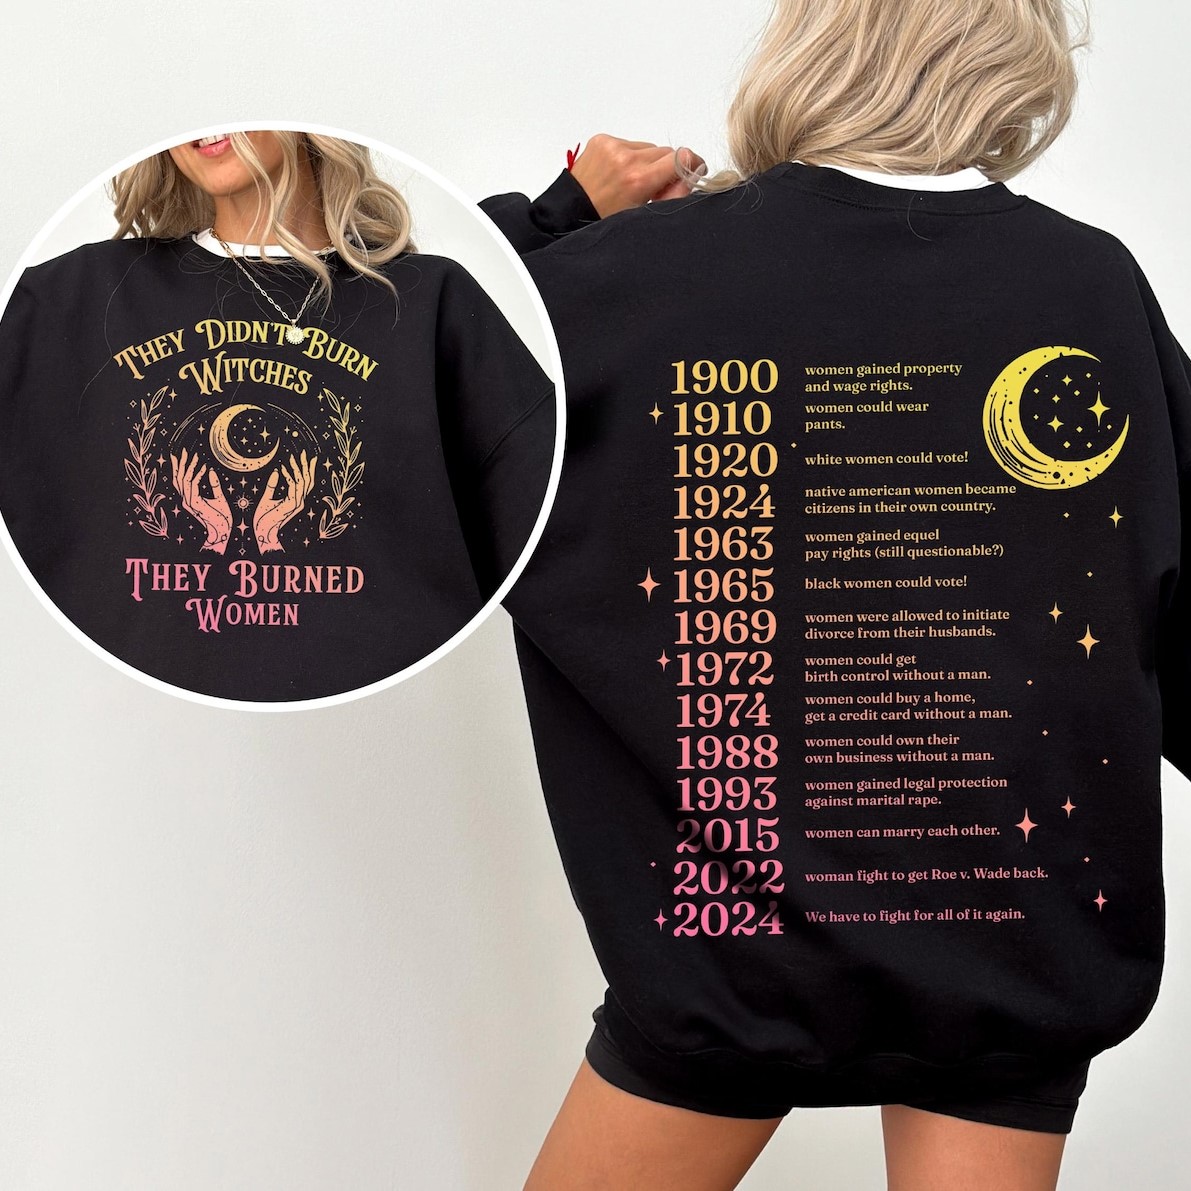 They Didn't Burn
Witches
They Burned
Women
1900 women gained property
and wage rights.
1910 women could wear
pants.
1920 white women could vote!
1924 native american women became
citizens in their own country.
1963 women gained equel
pay rights (still questionable?)
1965 black women could vote!
1969 women were allowed to initiate
divorce from their husbands.
1972 women could get
birth control without a man.
1974 women could buy a home,
get a credit card without a man.
1988 women could own their
own business without a man.
1993 women gained legal protection
against marital rape.
2015 women can marry each other.
2022 woman fight to get Roe v. Wade back.
2024 We have to fight for all of it again.